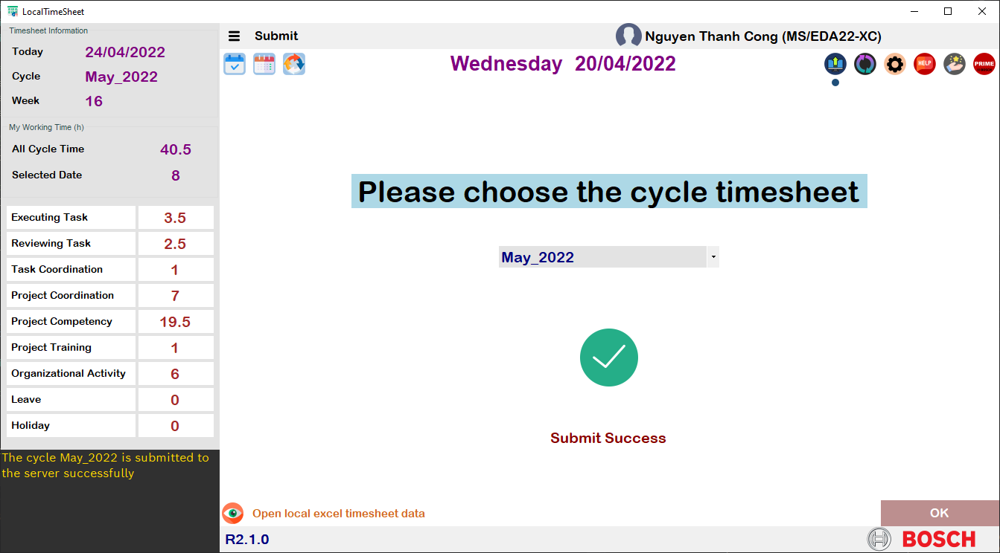 LocalTimeSheet
Timesheet Information
Today 24/04/2022
Cycle May_2022
Week 16
My Working Time (h)
All Cycle Time 40.5
Selected Date 8
Executing Task 3.5
Reviewing Task 2.5
Task Coordination 1
Project Coordination 7
Project Competency 19.5
Project Training 1
Organizational Activity 6
Leave 0
Holiday 0
The cycle May_2022 is submitted to
the server successfully
Submit
Nguyen Thanh Cong (MS/EDA22-XC)
Wednesday 20/04/2022
HELP
PRIME
Please choose the cycle timesheet
May_2022
Submit Success
Open local excel timesheet data
OK
R2.1.0
BOSCH